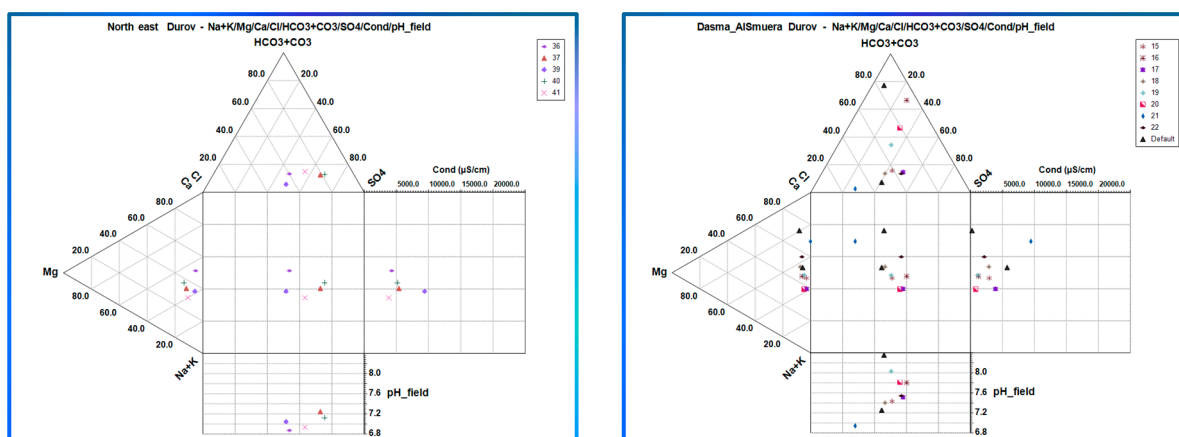 North east Durov - Na+K/Mg/Ca/Cl/HCO3+CO3/SO4/Cond/pH_field
HCO3+CO3
36
37
39
40
41
80.0 20.0
60.0 40.0
40.0 60.0
20.0 80.0
Cl
Ca
SO4
Cond (µS/cm)
5000.0 10000.0 15000.0 20000.0
80.0
60.0
40.0
20.0
Mg
80.0
60.0
40.0
20.0
Na+K
8.0
7.6
7.2
6.8
pH_field
Dasma_AlSmuera Durov - Na+K/Mg/Ca/Cl/HCO3+CO3/SO4/Cond/pH_field
HCO3+CO3
15
16
17
18
19
20
21
22
Default
80.0 20.0
60.0 40.0
40.0 60.0
20.0 80.0
Cl
Ca
SO4
Cond (µS/cm)
5000.0 10000.0 15000.0 20000.0
80.0
60.0
40.0
20.0
Mg
80.0
60.0
40.0
20.0
Na+K
8.0
7.6
7.2
6.8
pH_field